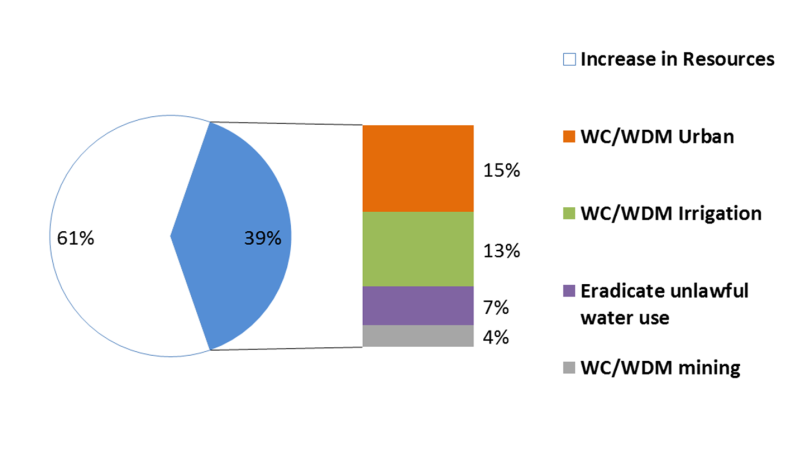 Increase in Resources
WC/WDM Urban
15%
WC/WDM Irrigation
61%
39%
13%
Eradicate unlawful
water use
7%
4%
WC/WDM mining